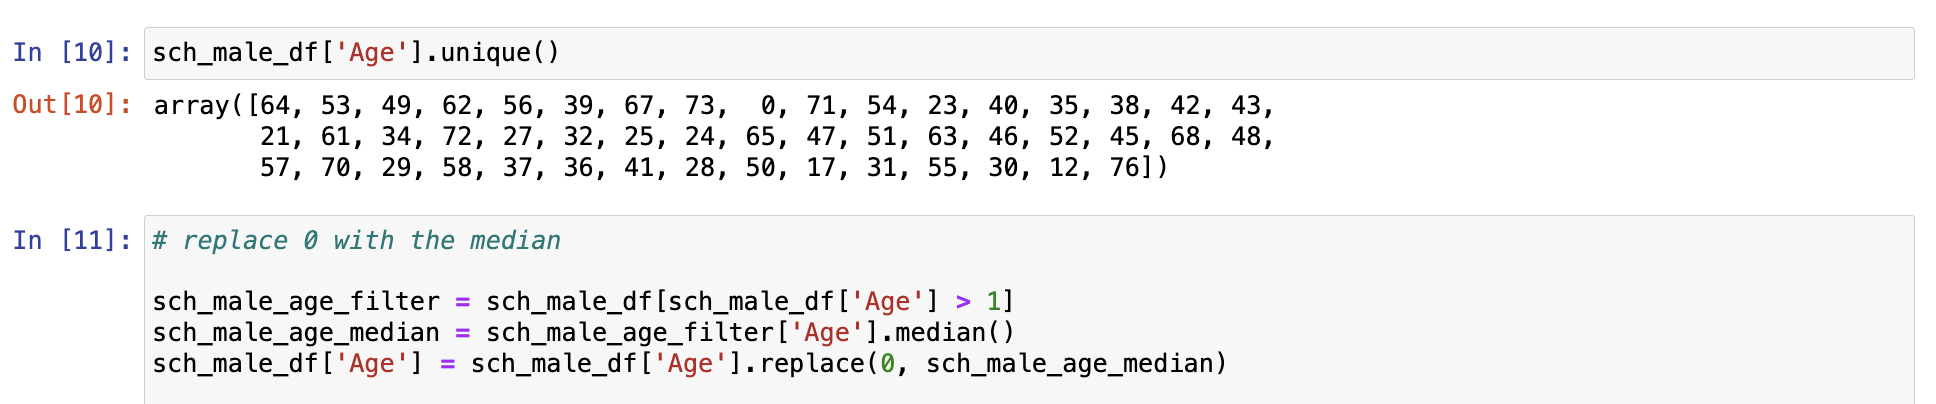 In [10]: sch_male_df['Age'].unique()
Out[10]: array([64, 53, 49, 62, 56, 39, 67, 73,  0, 71, 54, 23, 40, 35, 38, 42, 43,
       21, 61, 34, 72, 27, 32, 25, 24, 65, 47, 51, 63, 46, 52, 45, 68, 48,
       57, 70, 29, 58, 37, 36, 41, 28, 50, 17, 31, 55, 30, 12, 76])
In [11]: # replace 0 with the median
sch_male_age_filter = sch_male_df[sch_male_df['Age'] > 1]
sch_male_age_median = sch_male_age_filter['Age'].median()
sch_male_df['Age'] = sch_male_df['Age'].replace(0, sch_male_age_median)